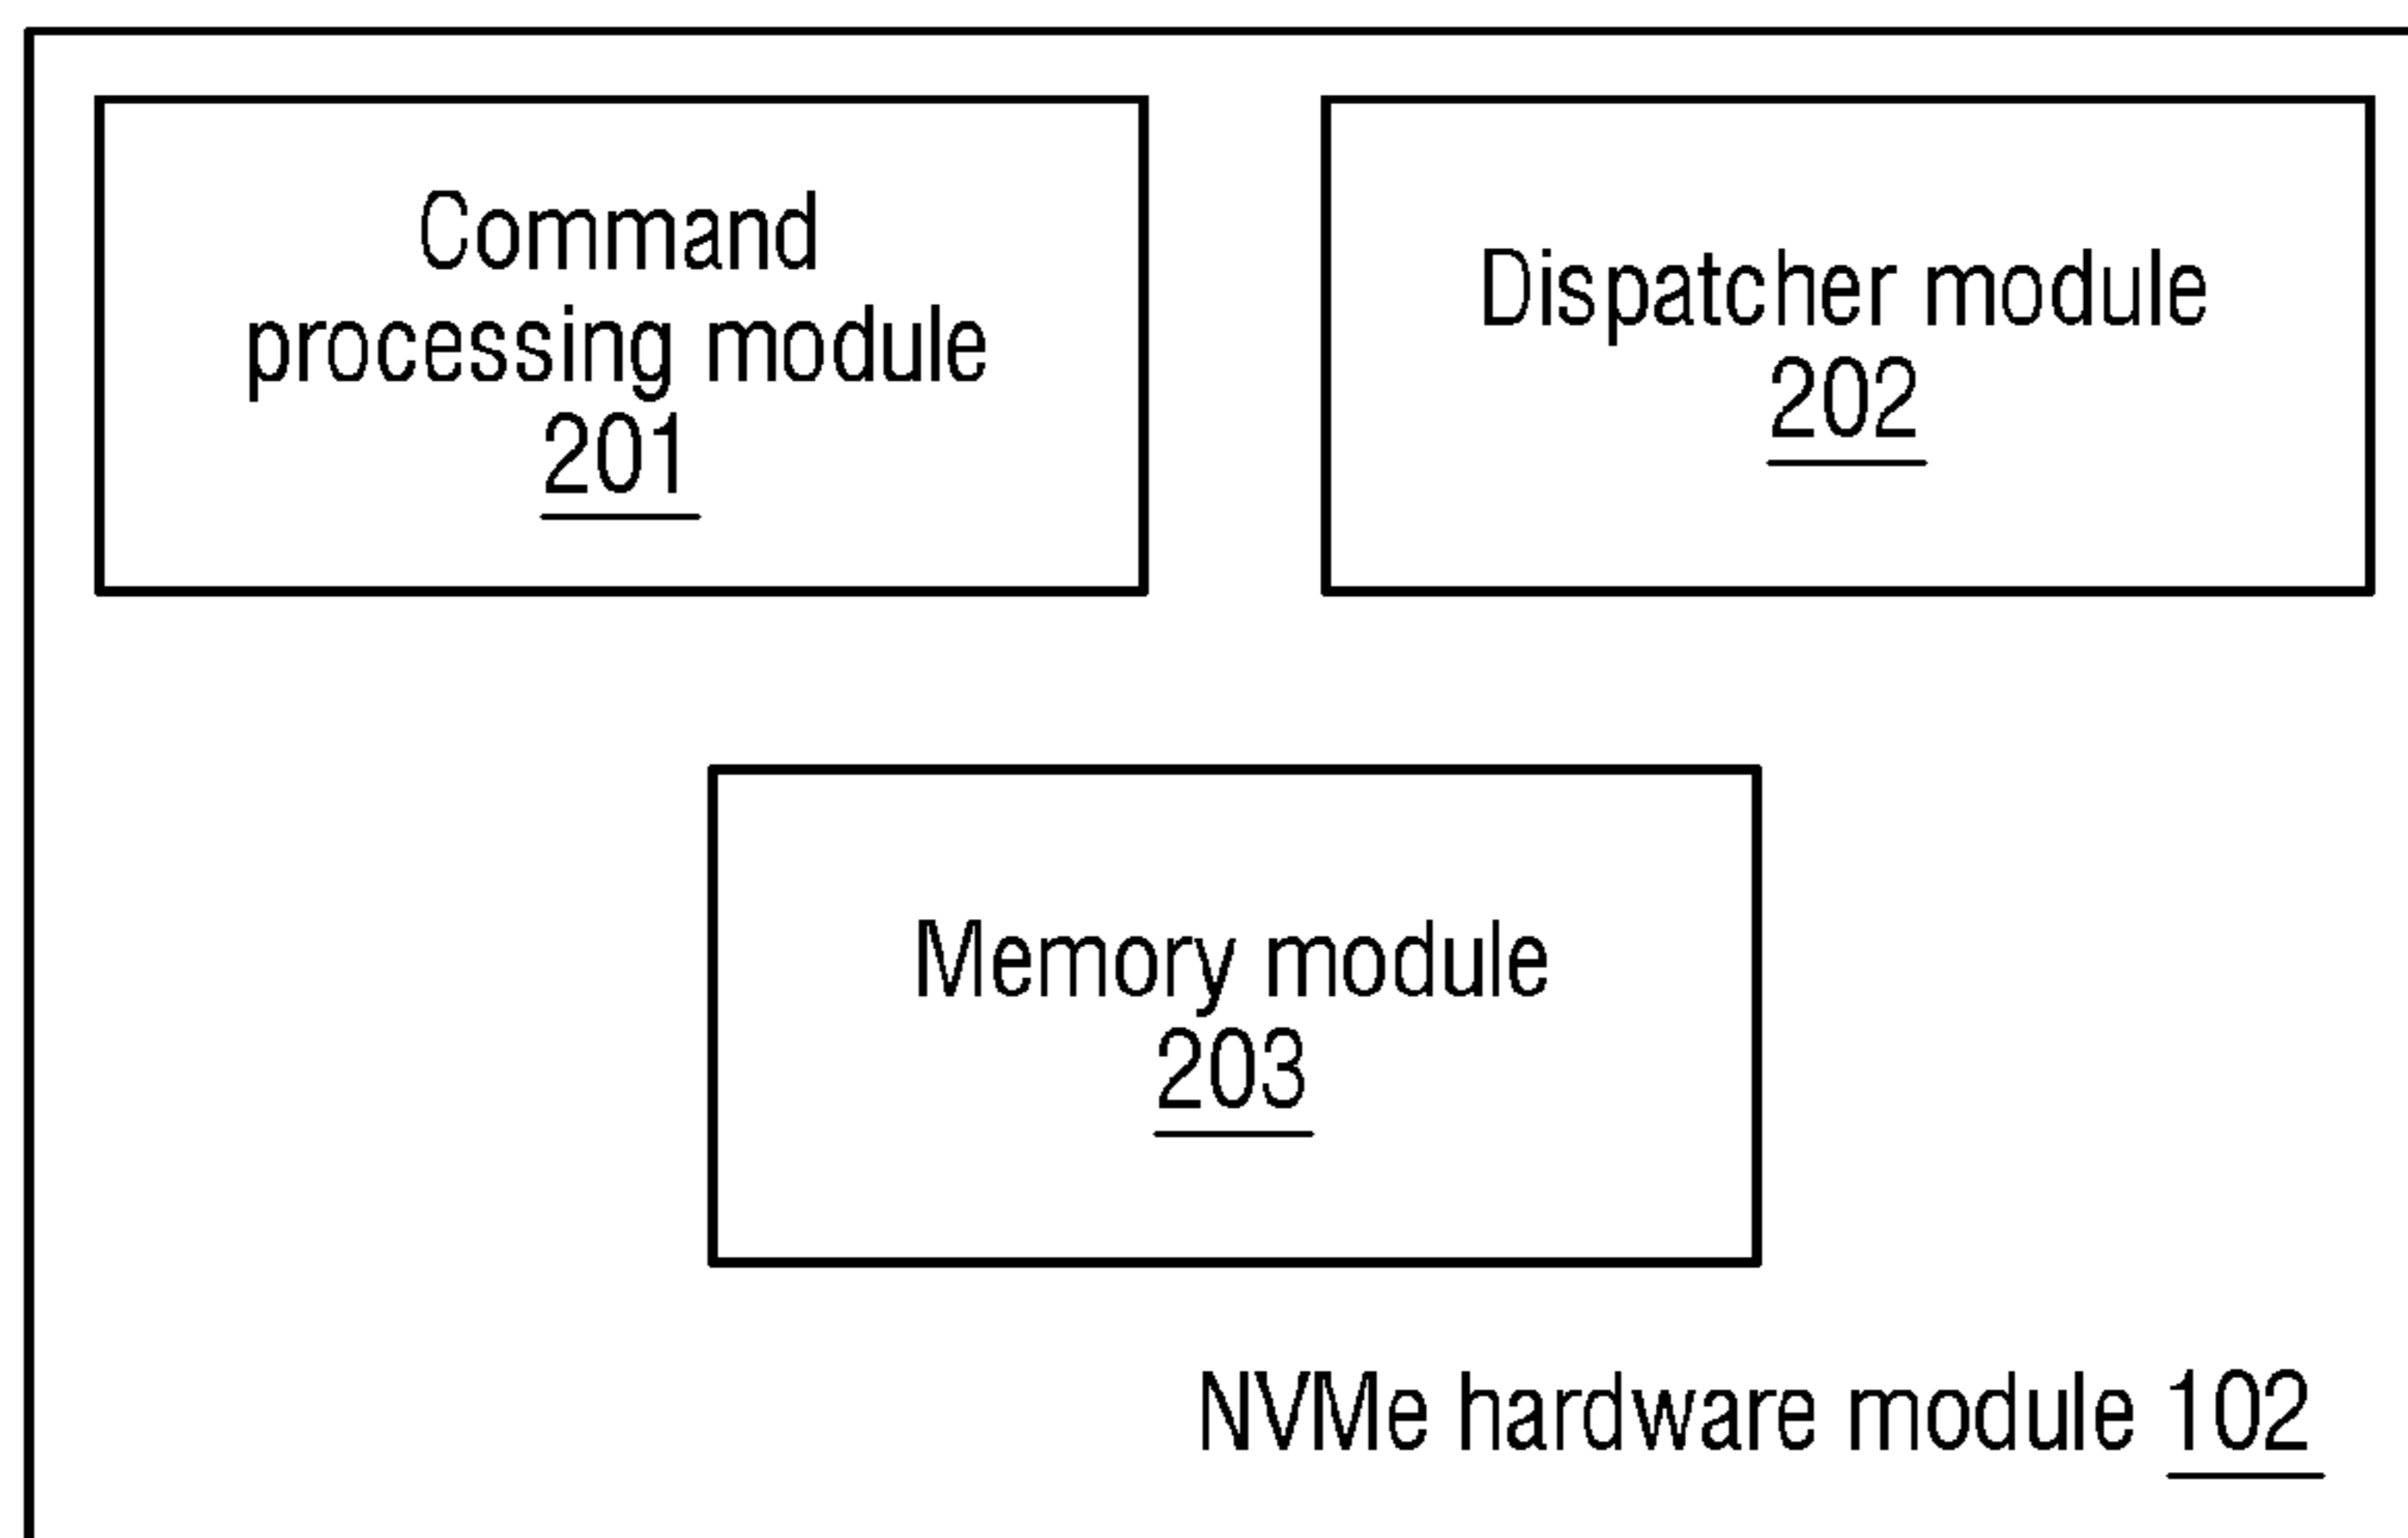 Command
processing module
201
Dispatcher module
202
Memory module
203
NVMe hardware module 102